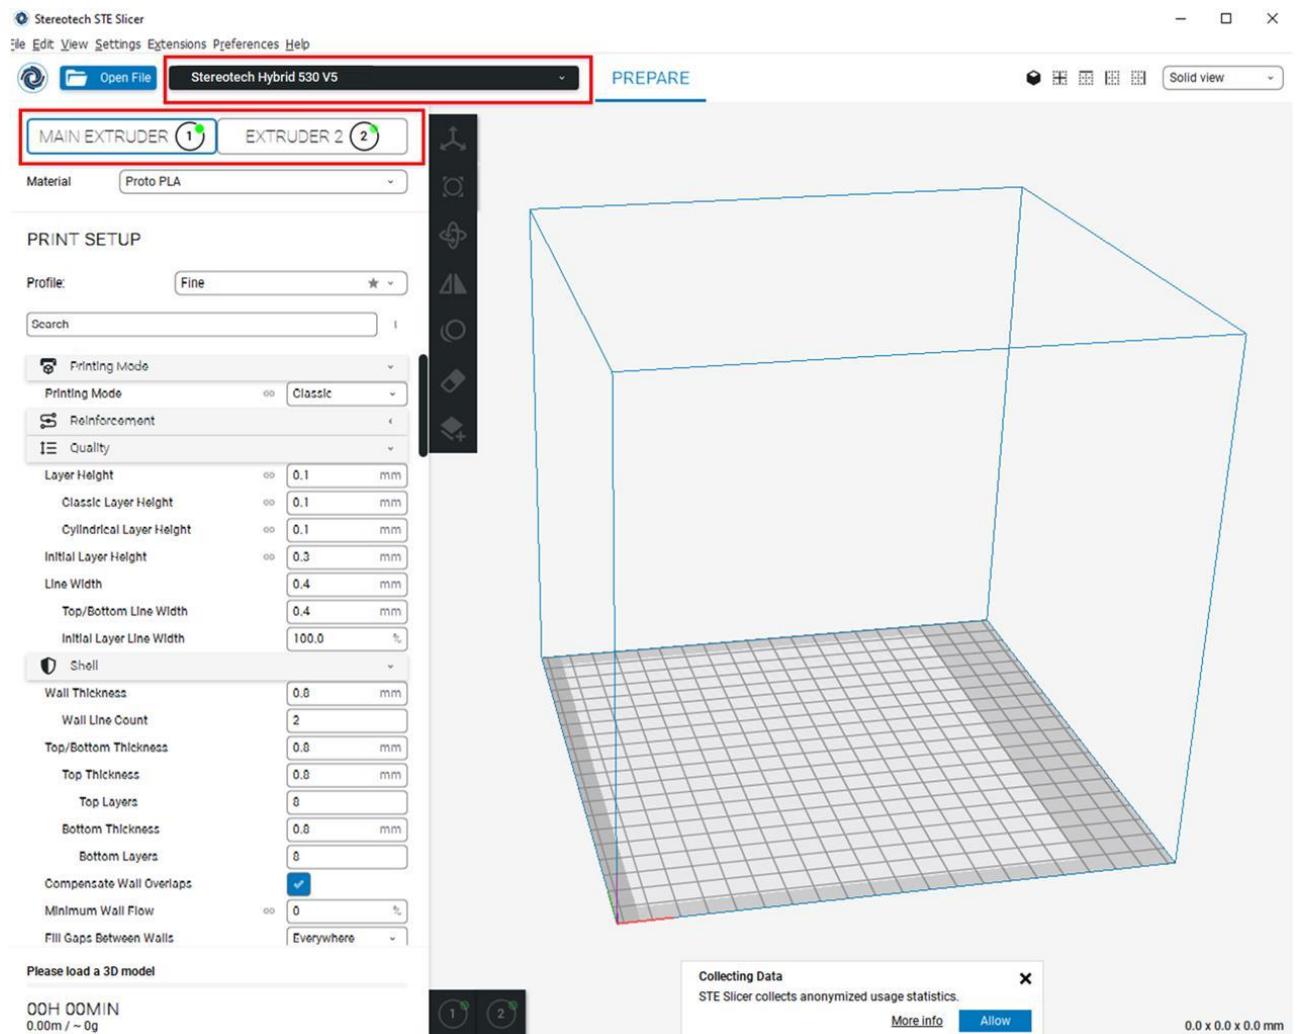 Stereotech STE Slicer
File Edit View Settings Extensions Preferences Help
Open File
Stereotech Hybrid 530 V5
PREPARE
Solid view
MAIN EXTRUDER 1
EXTRUDER 2 2
Material Proto PLA
PRINT SETUP
Profile: Fine
Search
Printing Mode
Printing Mode Classic
Reinforcement
Quality
Layer Height 0.1 mm
Classic Layer Height 0.1 mm
Cylindrical Layer Height 0.1 mm
Initial Layer Height 0.3 mm
Line Width 0.4 mm
Top/Bottom Line Width 0.4 mm
Initial Layer Line Width 100.0 %
Shell
Wall Thickness 0.8 mm
Wall Line Count 2
Top/Bottom Thickness 0.8 mm
Top Thickness 0.8 mm
Top Layers 8
Bottom Thickness 0.8 mm
Bottom Layers 8
Compensate Wall Overlaps
Minimum Wall Flow 0 %
Fill Gaps Between Walls Everywhere
Please load a 3D model
00H 00MIN
0.00m / ~ 0g
1 2
Collecting Data
STE Slicer collects anonymized usage statistics.
More info Allow
0.0 x 0.0 x 0.0 mm